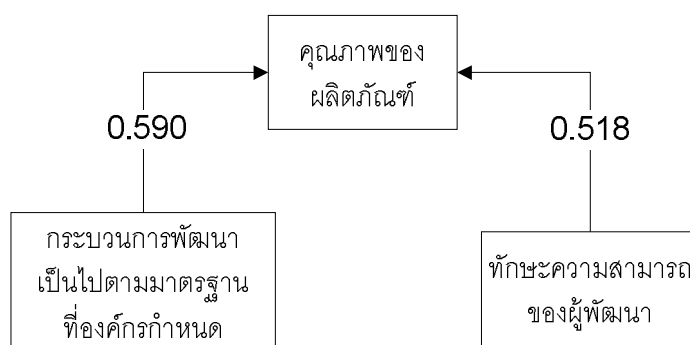 คุณภาพของ
ผลิตภัณฑ์
0.590
0.518
กระบวนการพัฒนา
เป็นไปตามมาตรฐาน
ที่องค์กรกำหนด
ทักษะความสามารถ
ของผู้พัฒนา